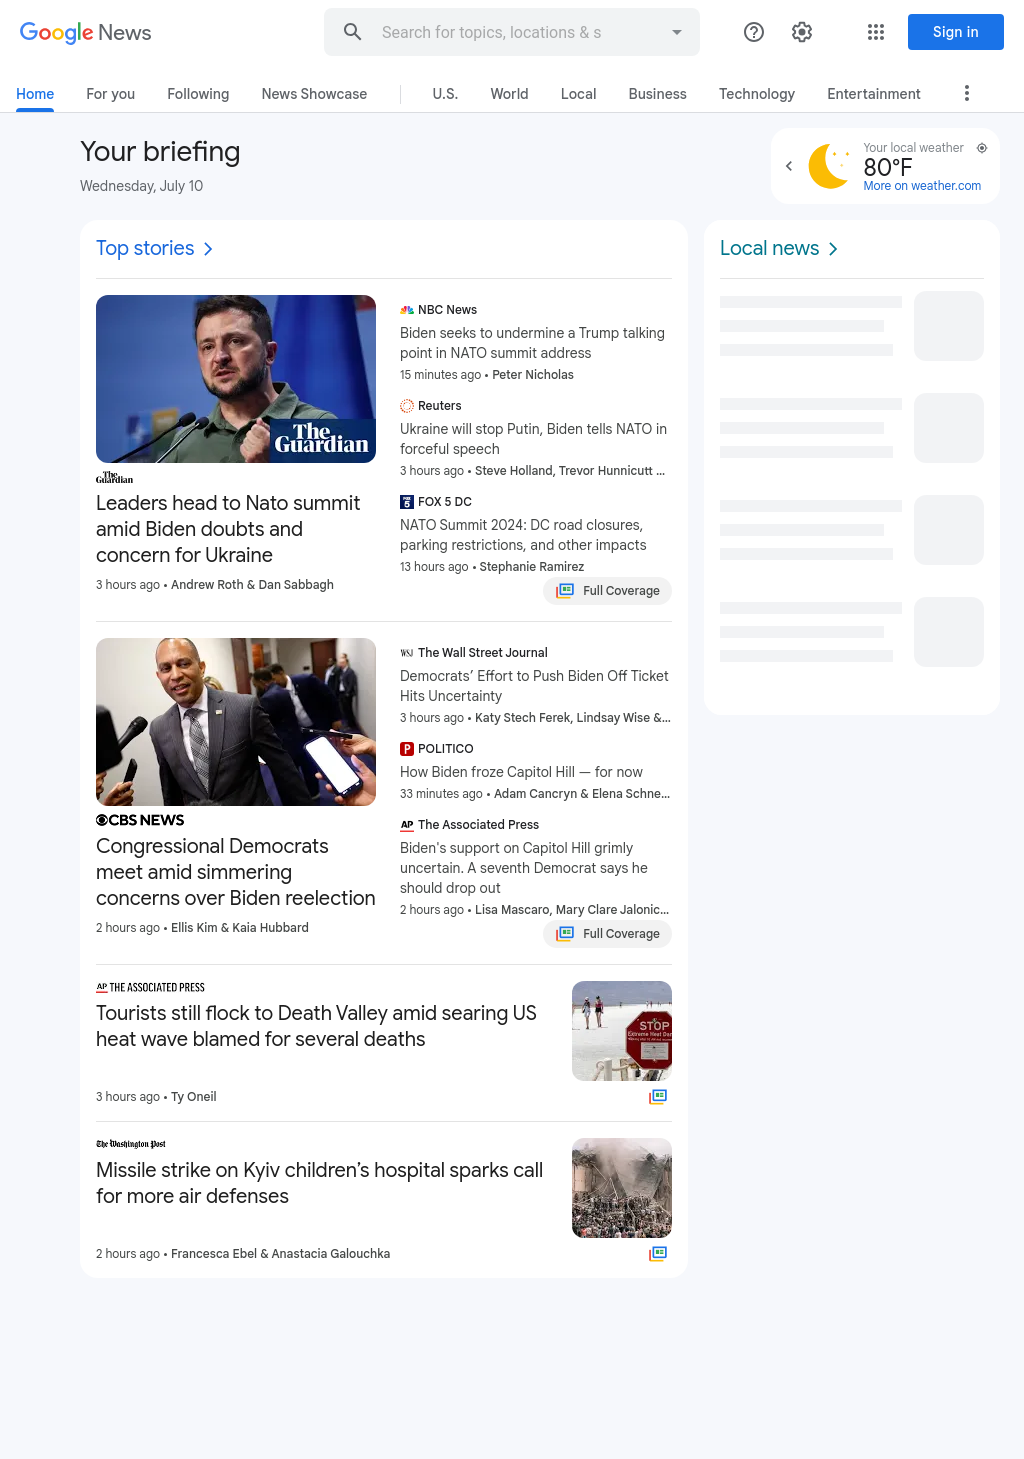 Google News
Search for topics, locations & s
Sign in
Home
For you
Following
News Showcase
U.S.
World
Local
Business
Technology
Entertainment
Your briefing
Wednesday, July 10
Your local weather
80°F
More on weather.com
Top stories
The
Guardian
The
Guardian
Leaders head to Nato summit
amid Biden doubts and
concern for Ukraine
3 hours ago • Andrew Roth & Dan Sabbagh
NBC News
Biden seeks to undermine a Trump talking
point in NATO summit address
15 minutes ago • Peter Nicholas
Reuters
Ukraine will stop Putin, Biden tells NATO in
forceful speech
3 hours ago • Steve Holland, Trevor Hunnicutt ...
FOX 5 DC
NATO Summit 2024: DC road closures,
parking restrictions, and other impacts
13 hours ago • Stephanie Ramirez
Full Coverage
CBS NEWS
Congressional Democrats
meet amid simmering
concerns over Biden reelection
2 hours ago • Ellis Kim & Kaia Hubbard
WSJ
The Wall Street Journal
Democrats’ Effort to Push Biden Off Ticket
Hits Uncertainty
3 hours ago • Katy Stech Ferek, Lindsay Wise &...
P
POLITICO
How Biden froze Capitol Hill — for now
33 minutes ago • Adam Cancryn & Elena Schne...
AP
The Associated Press
Biden's support on Capitol Hill grimly
uncertain. A seventh Democrat says he
should drop out
2 hours ago • Lisa Mascaro, Mary Clare Jalonic...
Full Coverage
AP THE ASSOCIATED PRESS
Tourists still flock to Death Valley amid searing US
heat wave blamed for several deaths
3 hours ago • Ty Oneil
STOP
Extreme Heat Dan
The Washington Post
Missile strike on Kyiv children’s hospital sparks call
for more air defenses
2 hours ago • Francesca Ebel & Anastacia Galouchka
Local news